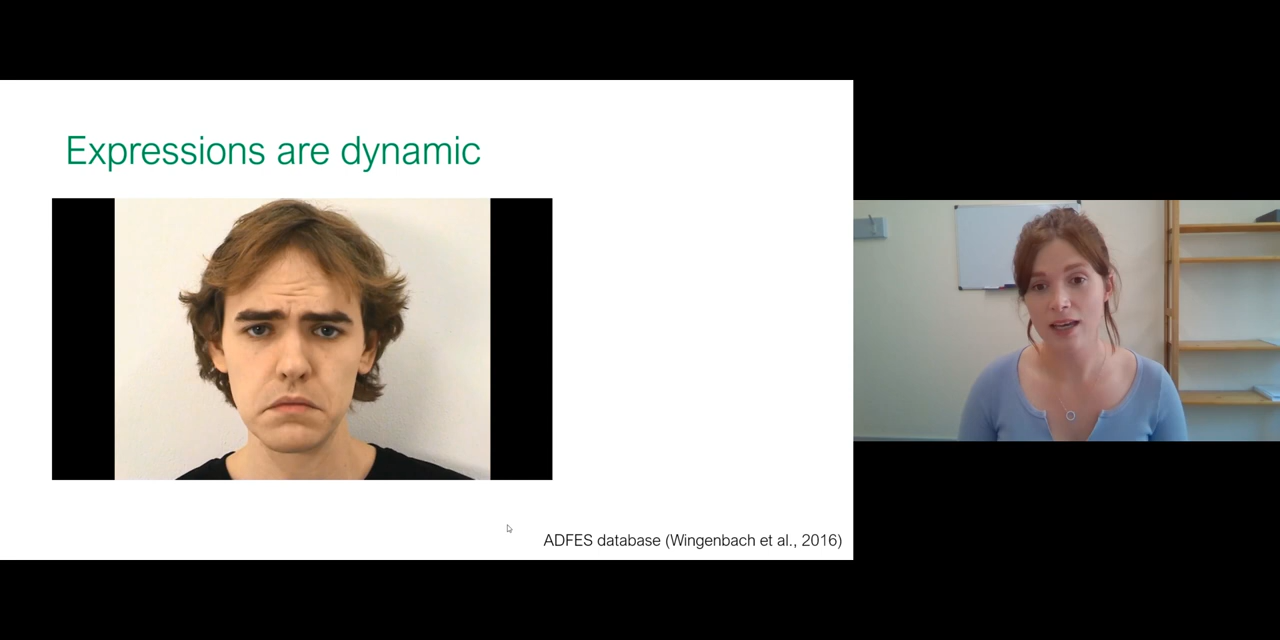 Expressions are dynamic
ADFES database (Wingenbach et al., 2016)